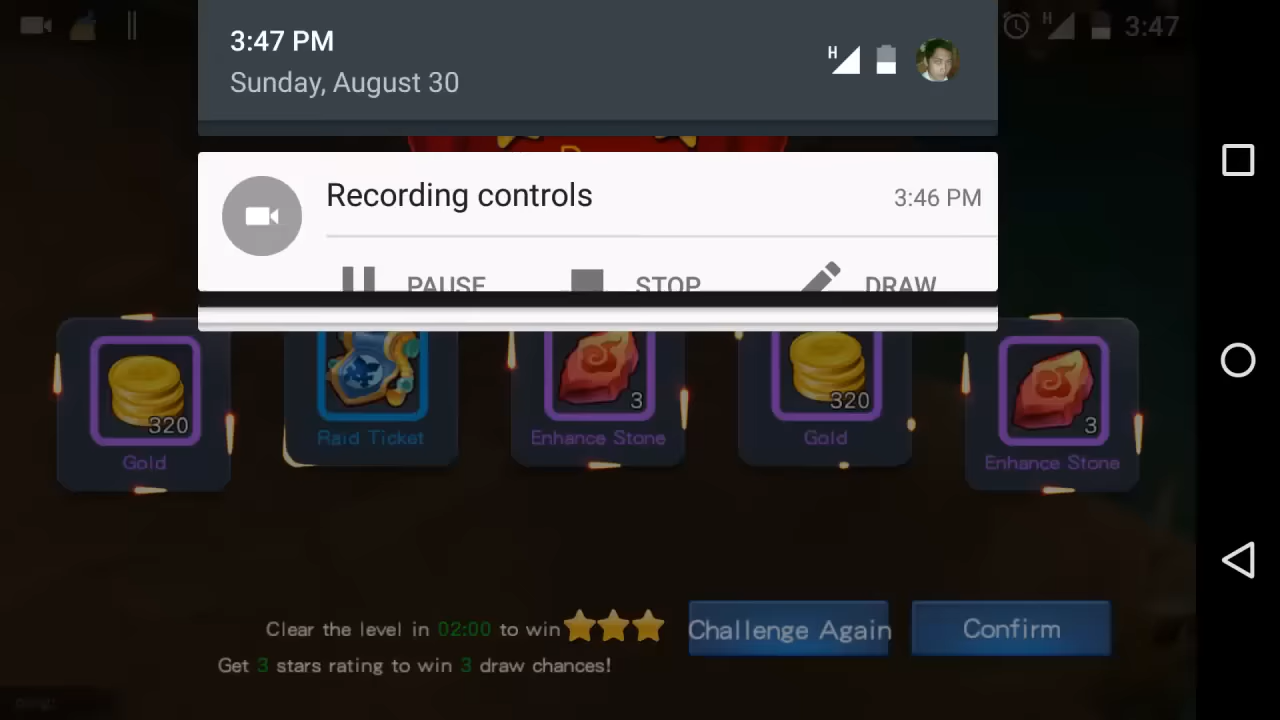 H 3:47
3:47 PM
H
Sunday, August 30
Recording controls 3:46 PM
PAUSE STOP DRAW
320 3 320 3
Gold Raid Ticket Enhance Stone Gold Enhance Stone
Clear the level in 02:00 to win Challenge Again Confirm
Get 3 stars rating to win 3 draw chances!